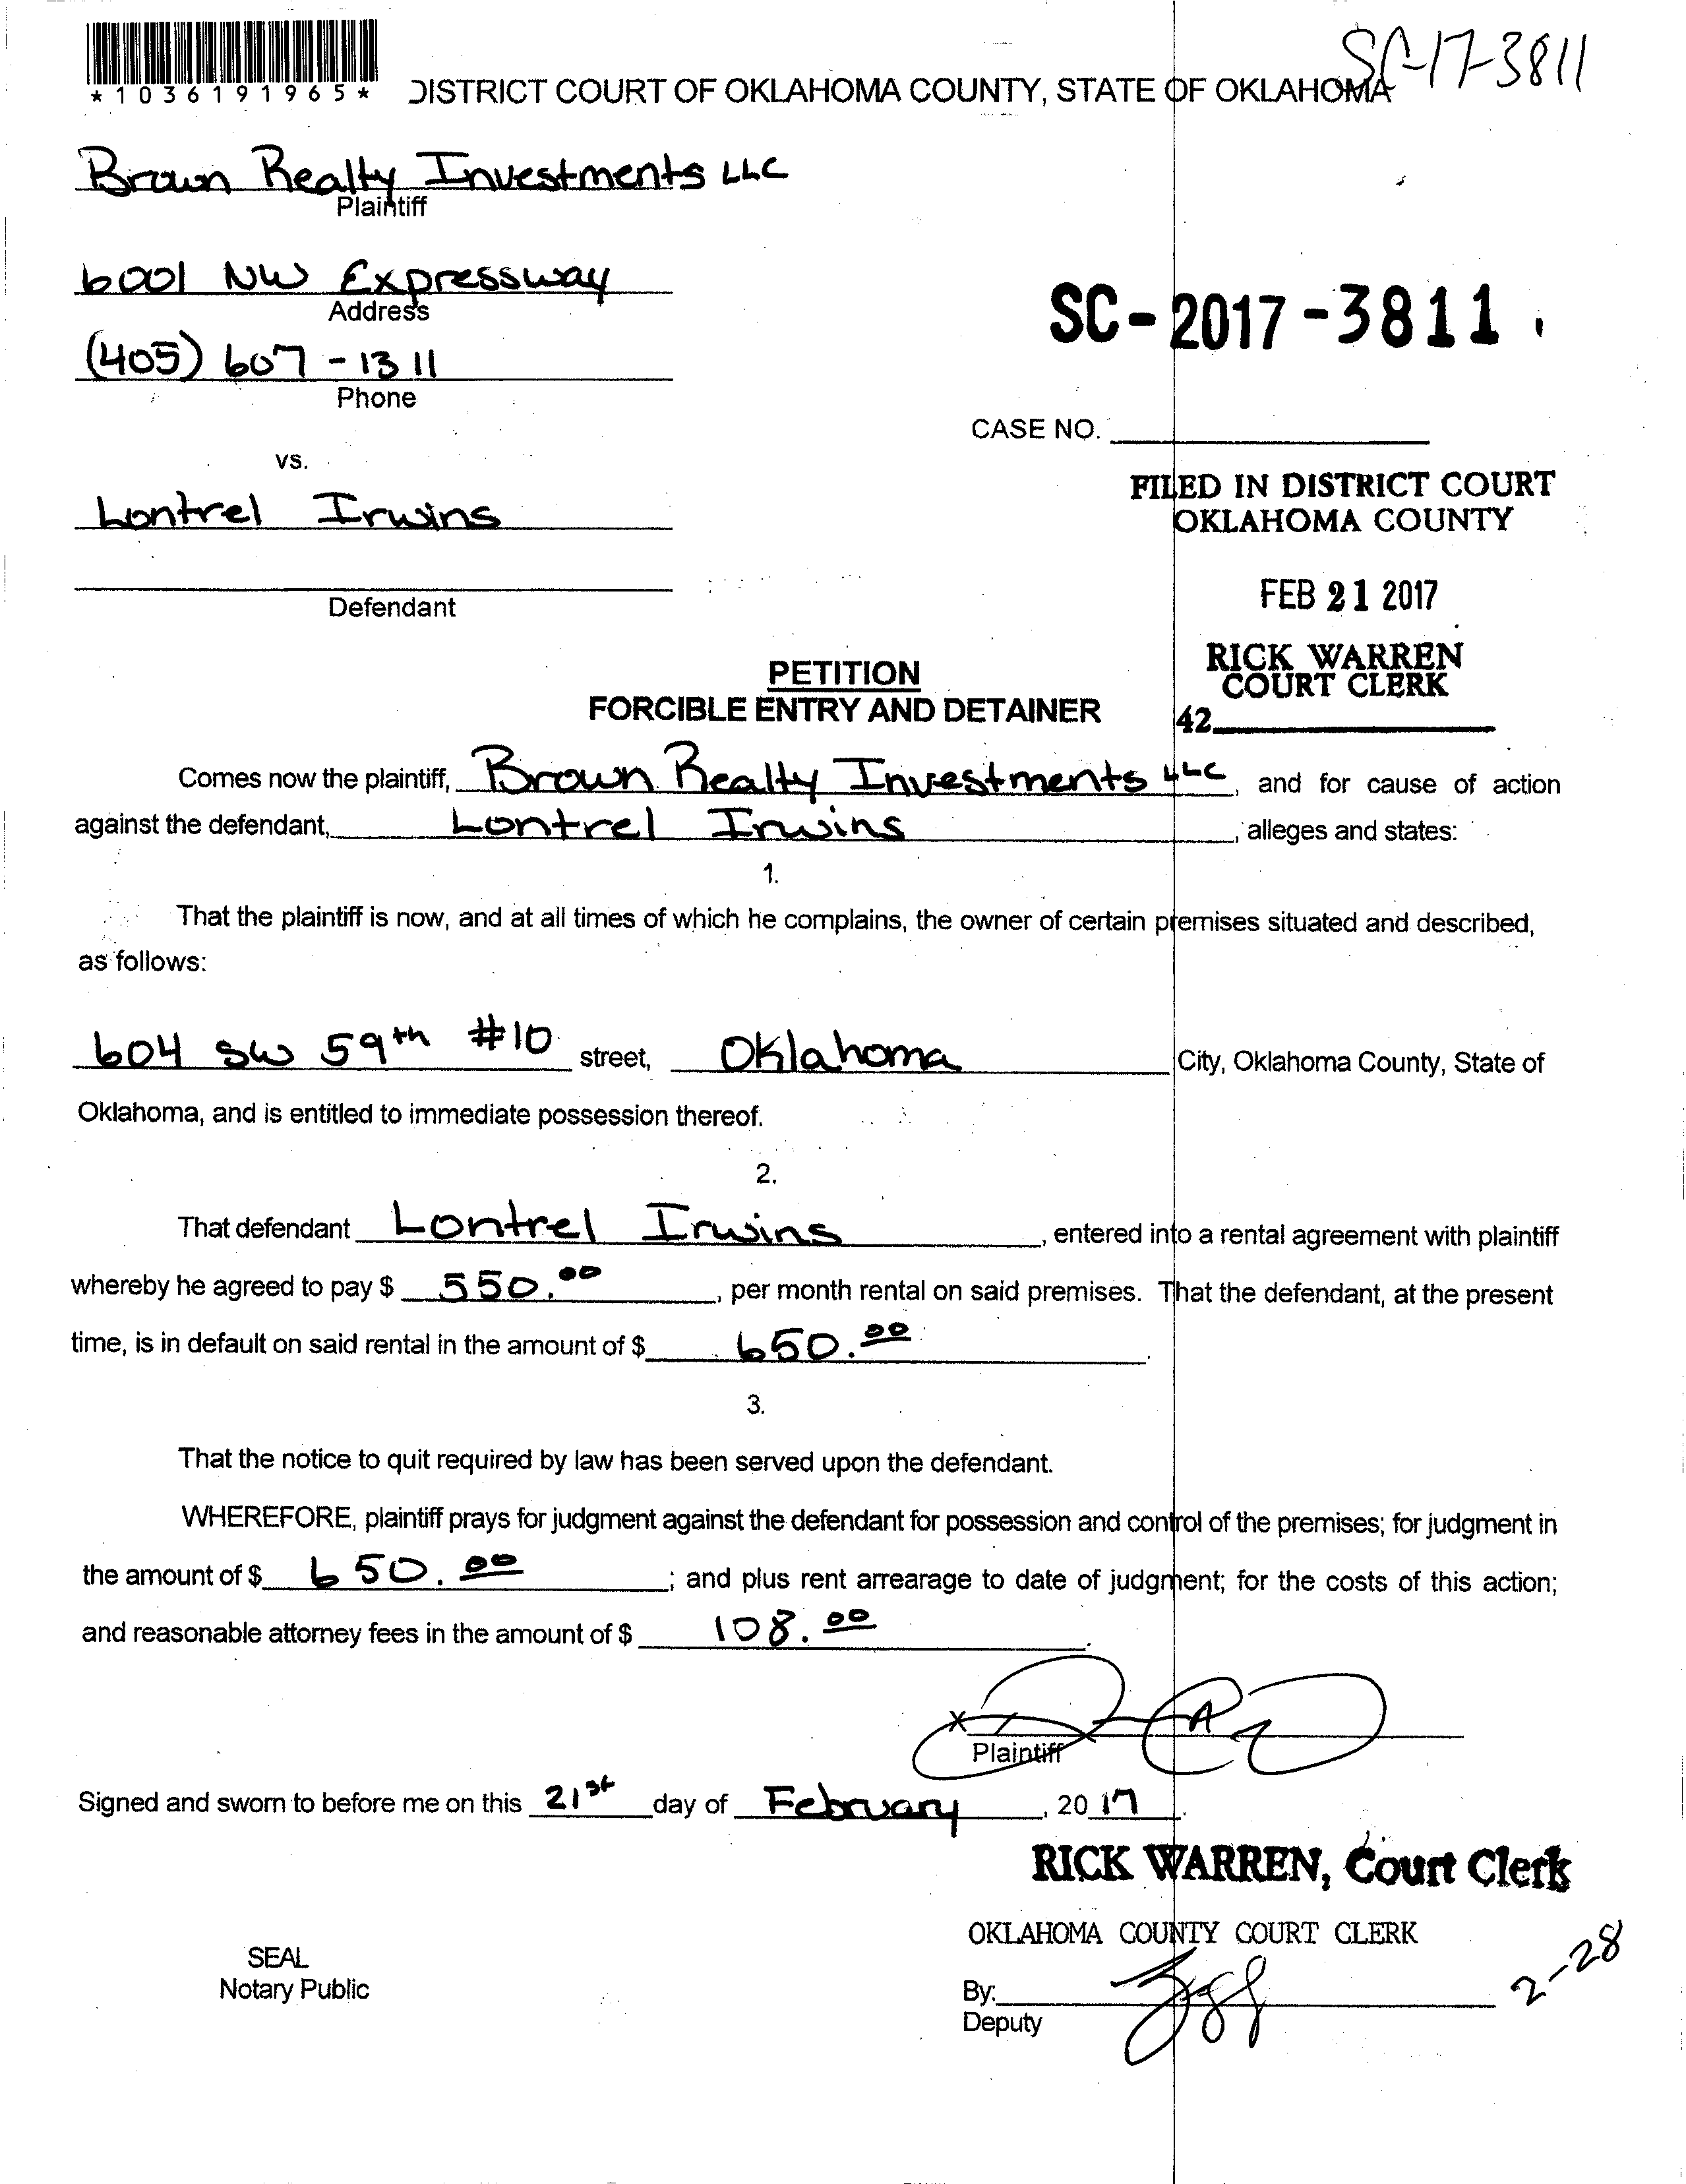 SC-17-3811
*1036191965*
DISTRICT COURT OF OKLAHOMA COUNTY, STATE OF OKLAHOMA
Brown Realty Investments LLC
Plaintiff
6001 NW Expressway
Address
SC-2017-3811
(405) 607-1311
Phone
CASE NO.
vs.
FILED IN DISTRICT COURT
OKLAHOMA COUNTY
Lontrel Irwins
FEB 21 2017
Defendant
RICK WARREN
COURT CLERK
42
PETITION
FORCIBLE ENTRY AND DETAINER
Comes now the plaintiff, Brown Realty Investments LLC, and for cause of action
against the defendant, Lontrel Irwins, alleges and states:
1.
That the plaintiff is now, and at all times of which he complains, the owner of certain premises situated and described,
as follows:
604 SW 59th #10 street, Oklahoma City, Oklahoma County, State of
Oklahoma, and is entitled to immediate possession thereof.
2.
That defendant Lontrel Irwins, entered into a rental agreement with plaintiff
whereby he agreed to pay $ 550.00, per month rental on said premises. That the defendant, at the present
time, is in default on said rental in the amount of $ 650.00.
3.
That the notice to quit required by law has been served upon the defendant.
WHEREFORE, plaintiff prays for judgment against the defendant for possession and control of the premises; for judgment in
the amount of $ 650.00; and plus rent arrearage to date of judgment; for the costs of this action;
and reasonable attorney fees in the amount of $ 108.00.
X
Plaintiff
Signed and sworn to before me on this 21st day of February, 2017.
RICK WARREN, Court Clerk
OKLAHOMA COUNTY COURT CLERK
SEAL
Notary Public
By:
Deputy
2-28